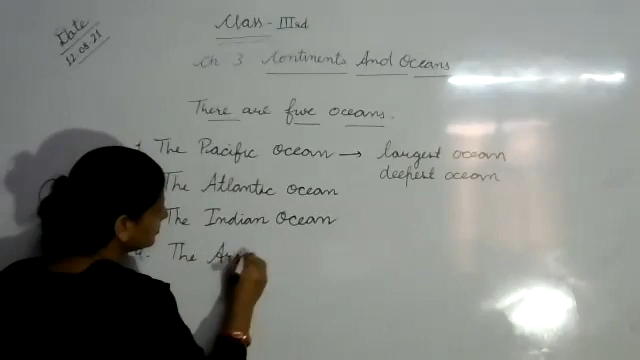 Date
12.08.21
Class - IIIrd
Ch 3 Continents And Oceans
There are five oceans.
The Pacific Ocean → largest ocean
deepest ocean
The Atlantic Ocean
The Indian Ocean
4. The Ar